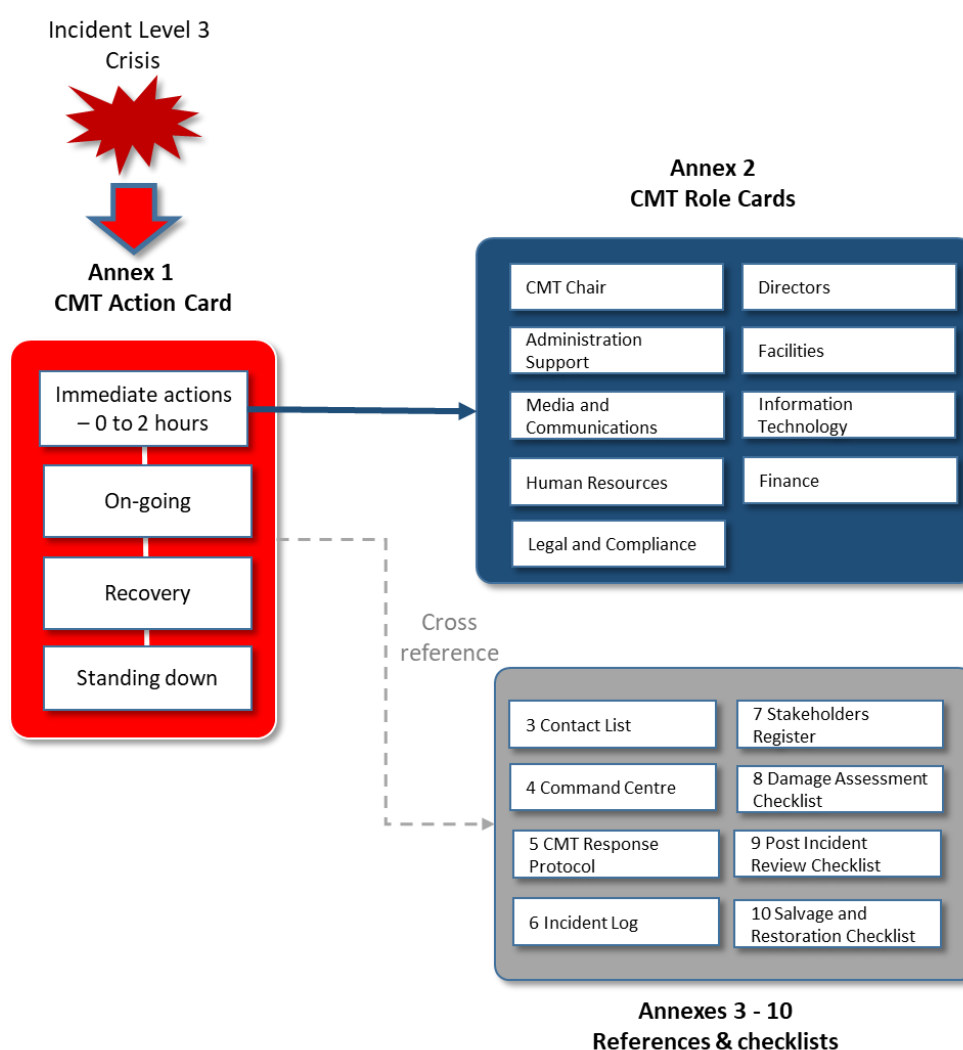 Incident Level 3
Crisis
Annex 1
CMT Action Card
Immediate actions
– 0 to 2 hours
On-going
Recovery
Standing down
Annex 2
CMT Role Cards
CMT Chair
Directors
Administration
Support
Facilities
Media and
Communications
Information
Technology
Human Resources
Finance
Legal and Compliance
Cross
reference
3 Contact List
7 Stakeholders
Register
4 Command Centre
8 Damage Assessment
Checklist
5 CMT Response
Protocol
9 Post Incident
Review Checklist
6 Incident Log
10 Salvage and
Restoration Checklist
Annexes 3 - 10
References & checklists